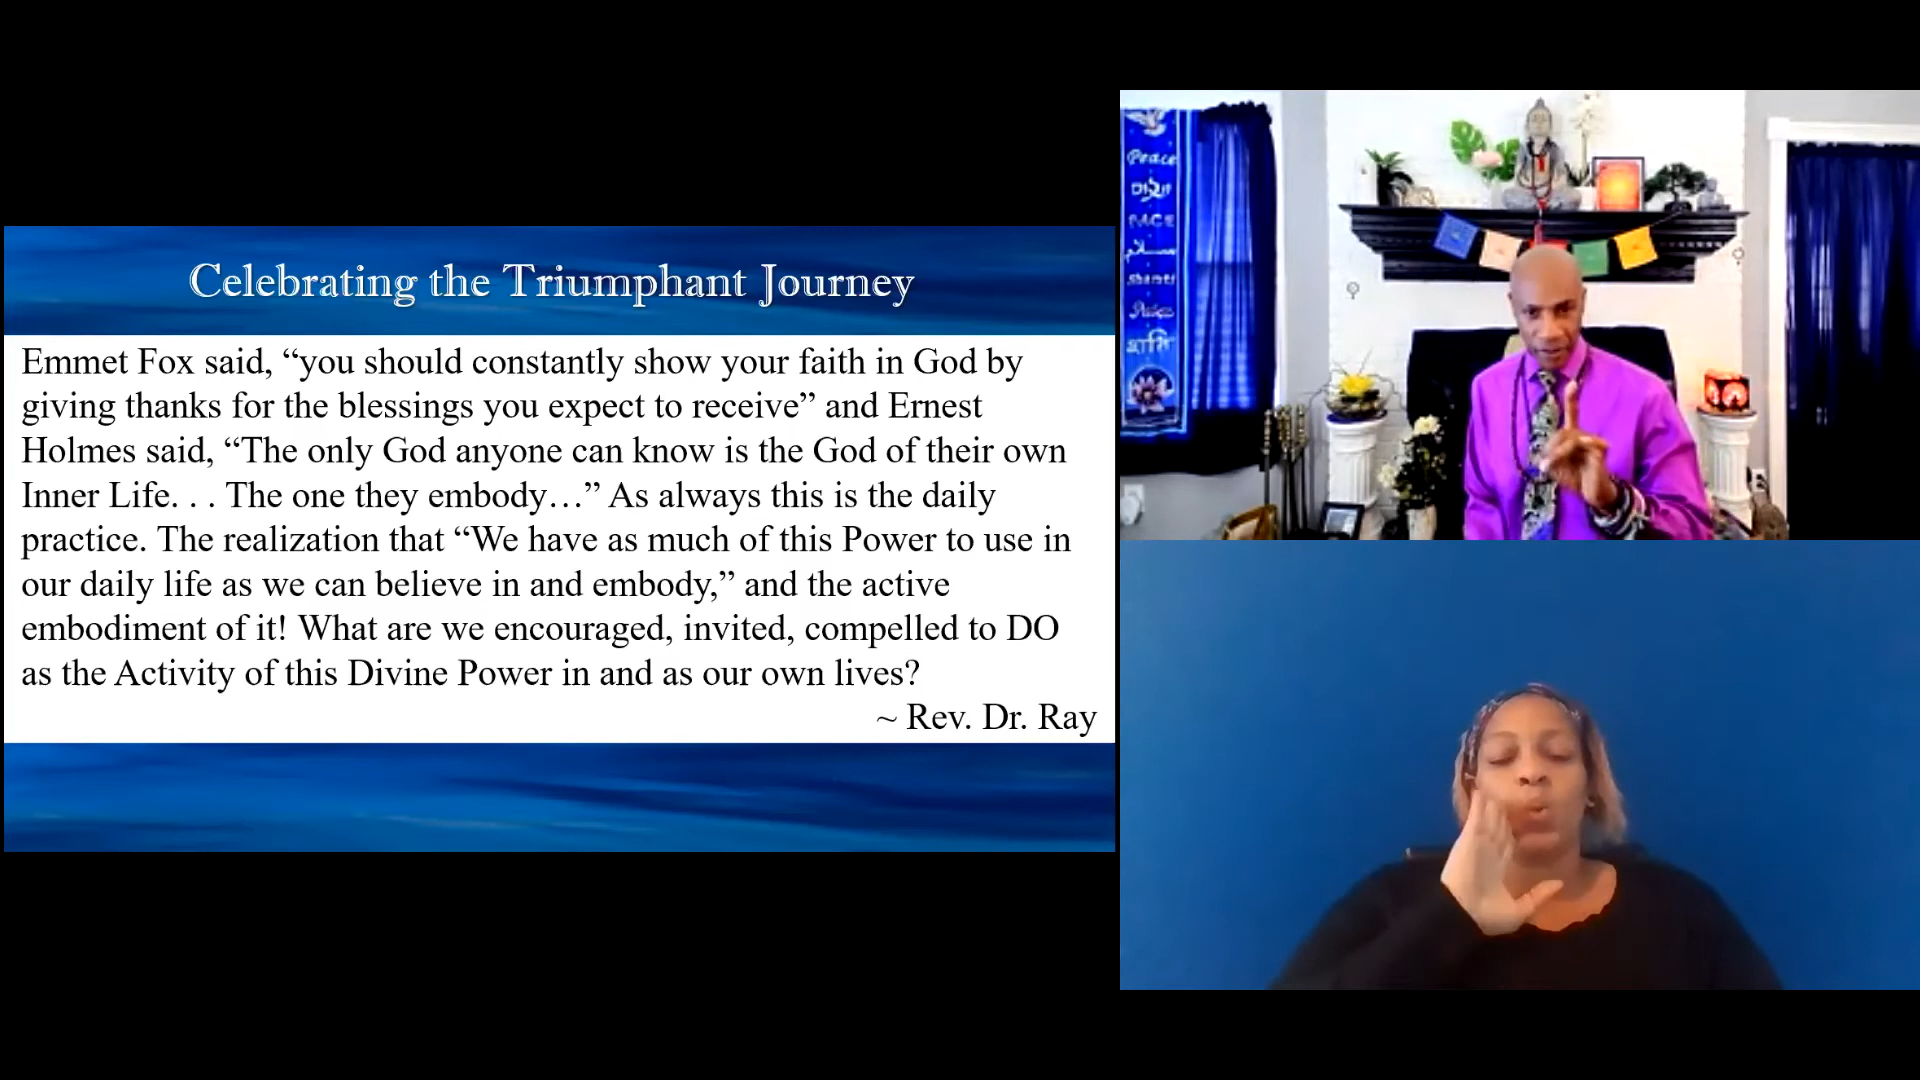 Celebrating the Triumphant Journey
Emmet Fox said, “you should constantly show your faith in God by
giving thanks for the blessings you expect to receive” and Ernest
Holmes said, “The only God anyone can know is the God of their own
Inner Life. . . The one they embody…” As always this is the daily
practice. The realization that “We have as much of this Power to use in
our daily life as we can believe in and embody,” and the active
embodiment of it! What are we encouraged, invited, compelled to DO
as the Activity of this Divine Power in and as our own lives?
~ Rev. Dr. Ray
Peace